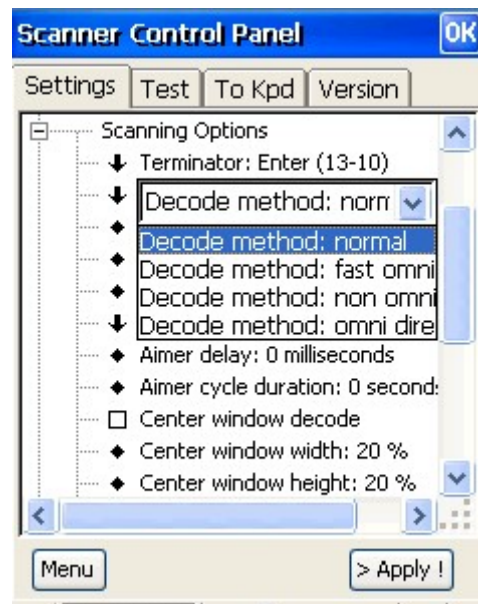 Scanner Control Panel OK
Settings Test To Kpd Version
Scanning Options
Terminator: Enter (13-10)
Decode method: norm
Decode method: normal
Decode method: fast omni
Decode method: non omni
Decode method: omni dire
Aimer delay: 0 milliseconds
Aimer cycle duration: 0 seconds
Center window decode
Center window width: 20 %
Center window height: 20 %
Menu > Apply !